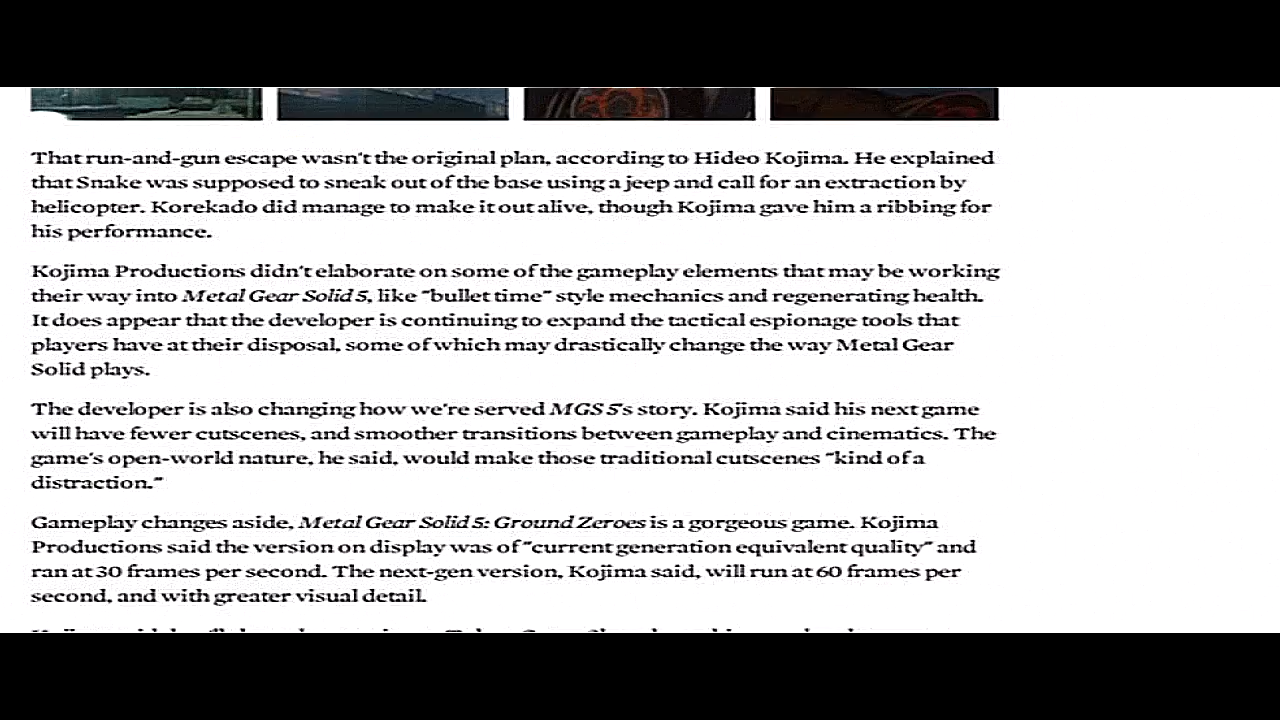 That run-and-gun escape wasn't the original plan, according to Hideo Kojima. He explained
that Snake was supposed to sneak out of the base using a jeep and call for an extraction by
helicopter. Korekado did manage to make it out alive, though Kojima gave him a ribbing for
his performance.
Kojima Productions didn't elaborate on some of the gameplay elements that may be working
their way into Metal Gear Solid 5, like "bullet time" style mechanics and regenerating health.
It does appear that the developer is continuing to expand the tactical espionage tools that
players have at their disposal, some of which may drastically change the way Metal Gear
Solid plays.
The developer is also changing how we're served MGS 5's story. Kojima said his next game
will have fewer cutscenes, and smoother transitions between gameplay and cinematics. The
game's open-world nature, he said, would make those traditional cutscenes "kind of a
distraction."
Gameplay changes aside, Metal Gear Solid 5: Ground Zeroes is a gorgeous game. Kojima
Productions said the version on display was of "current generation equivalent quality" and
ran at 30 frames per second. The next-gen version, Kojima said, will run at 60 frames per
second, and with greater visual detail.